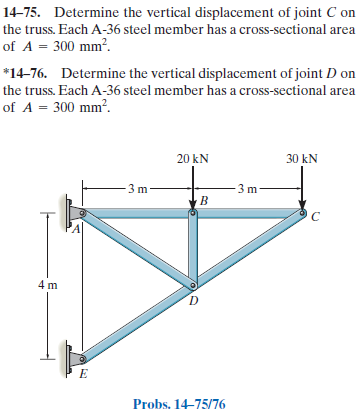 14–75. Determine the vertical displacement of joint C on
the truss. Each A-36 steel member has a cross-sectional area
of A = 300 mm².
*14–76. Determine the vertical displacement of joint D on
the truss. Each A-36 steel member has a cross-sectional area
of A = 300 mm².
20 kN
30 kN
3 m
3 m
B
C
A
4 m
D
E
Probs. 14–75/76